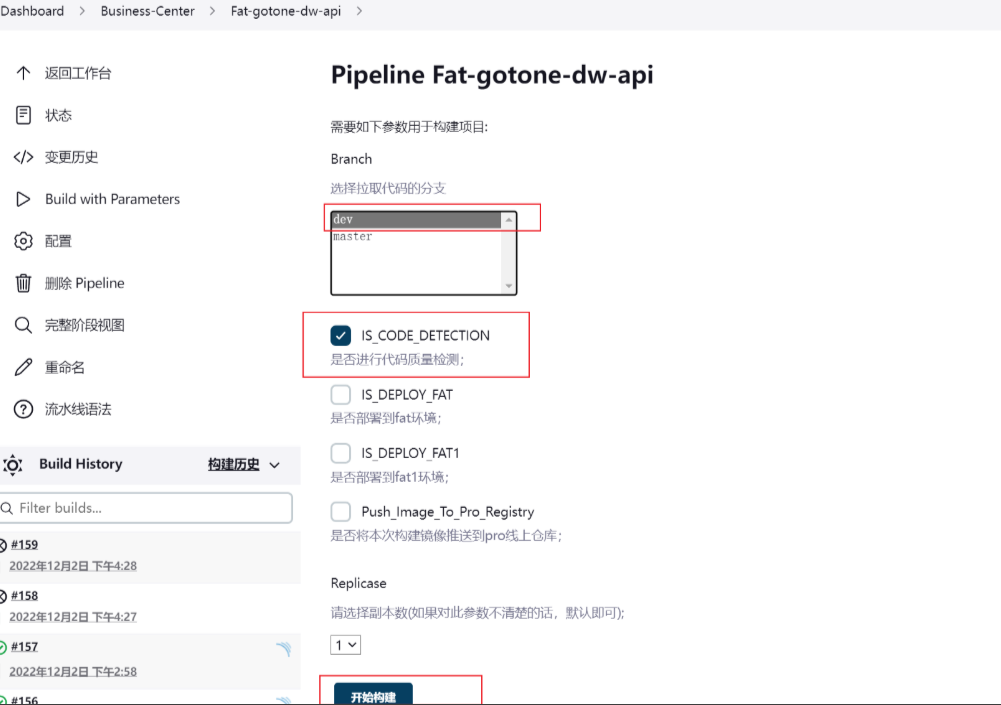 Dashboard > Business-Center > Fat-gotone-dw-api >
返回工作台
状态
变更历史
Build with Parameters
配置
删除 Pipeline
完整阶段视图
重命名
流水线语法
Build History 构建历史
Filter builds...
#159
2022年12月2日 下午4:28
#158
2022年12月2日 下午4:27
#157
2022年12月2日 下午2:58
#156
Pipeline Fat-gotone-dw-api
需要如下参数用于构建项目:
Branch
选择拉取代码的分支
dev
master
IS_CODE_DETECTION
是否进行代码质量检测;
IS_DEPLOY_FAT
是否部署到fat环境;
IS_DEPLOY_FAT1
是否部署到fat1环境;
Push_Image_To_Pro_Registry
是否将本次构建镜像推送到pro线上仓库;
Replicase
请选择副本数(如果对此参数不清楚的话，默认即可);
1
开始构建